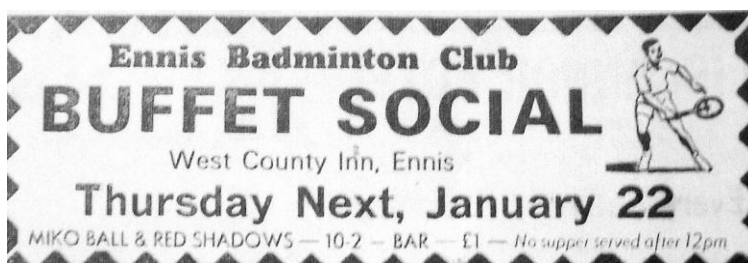 Ennis Badminton Club
BUFFET SOCIAL
West County Inn, Ennis
Thursday Next, January 22
MIKO BALL & RED SHADOWS — 10-2 — BAR — £1 — No supper served after 12pm